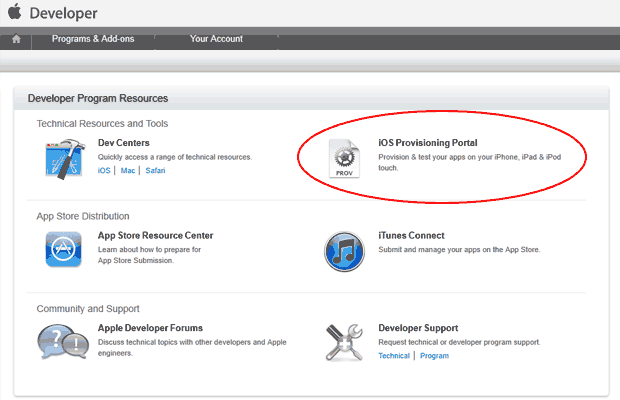 Developer
Programs & Add-ons Your Account
Developer Program Resources
Technical Resources and Tools
Dev Centers
Quickly access a range of technical resources.
iOS | Mac | Safari
PROV
iOS Provisioning Portal
Provision & test your apps on your iPhone, iPad & iPod
touch.
App Store Distribution
App Store Resource Center
Learn about how to prepare for
App Store Submission.
iTunes Connect
Submit and manage your apps on the App Store.
Community and Support
Apple Developer Forums
Discuss technical topics with other developers and Apple
engineers.
Developer Support
Request technical or developer program support.
Technical | Program